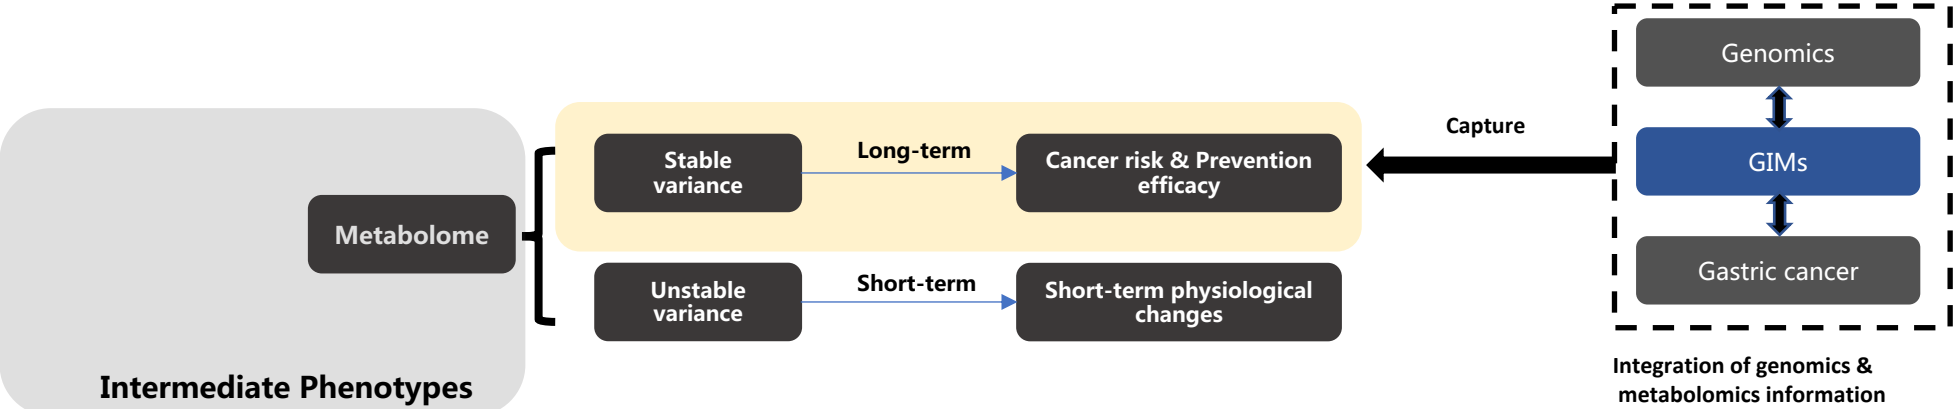 Genomics
Capture
Long-term
Stable
variance
Cancer risk & Prevention
efficacy
GIMs
Metabolome
Gastric cancer
Short-term
Unstable
variance
Short-term physiological
changes
Intermediate Phenotypes
Integration of genomics &
metabolomics information